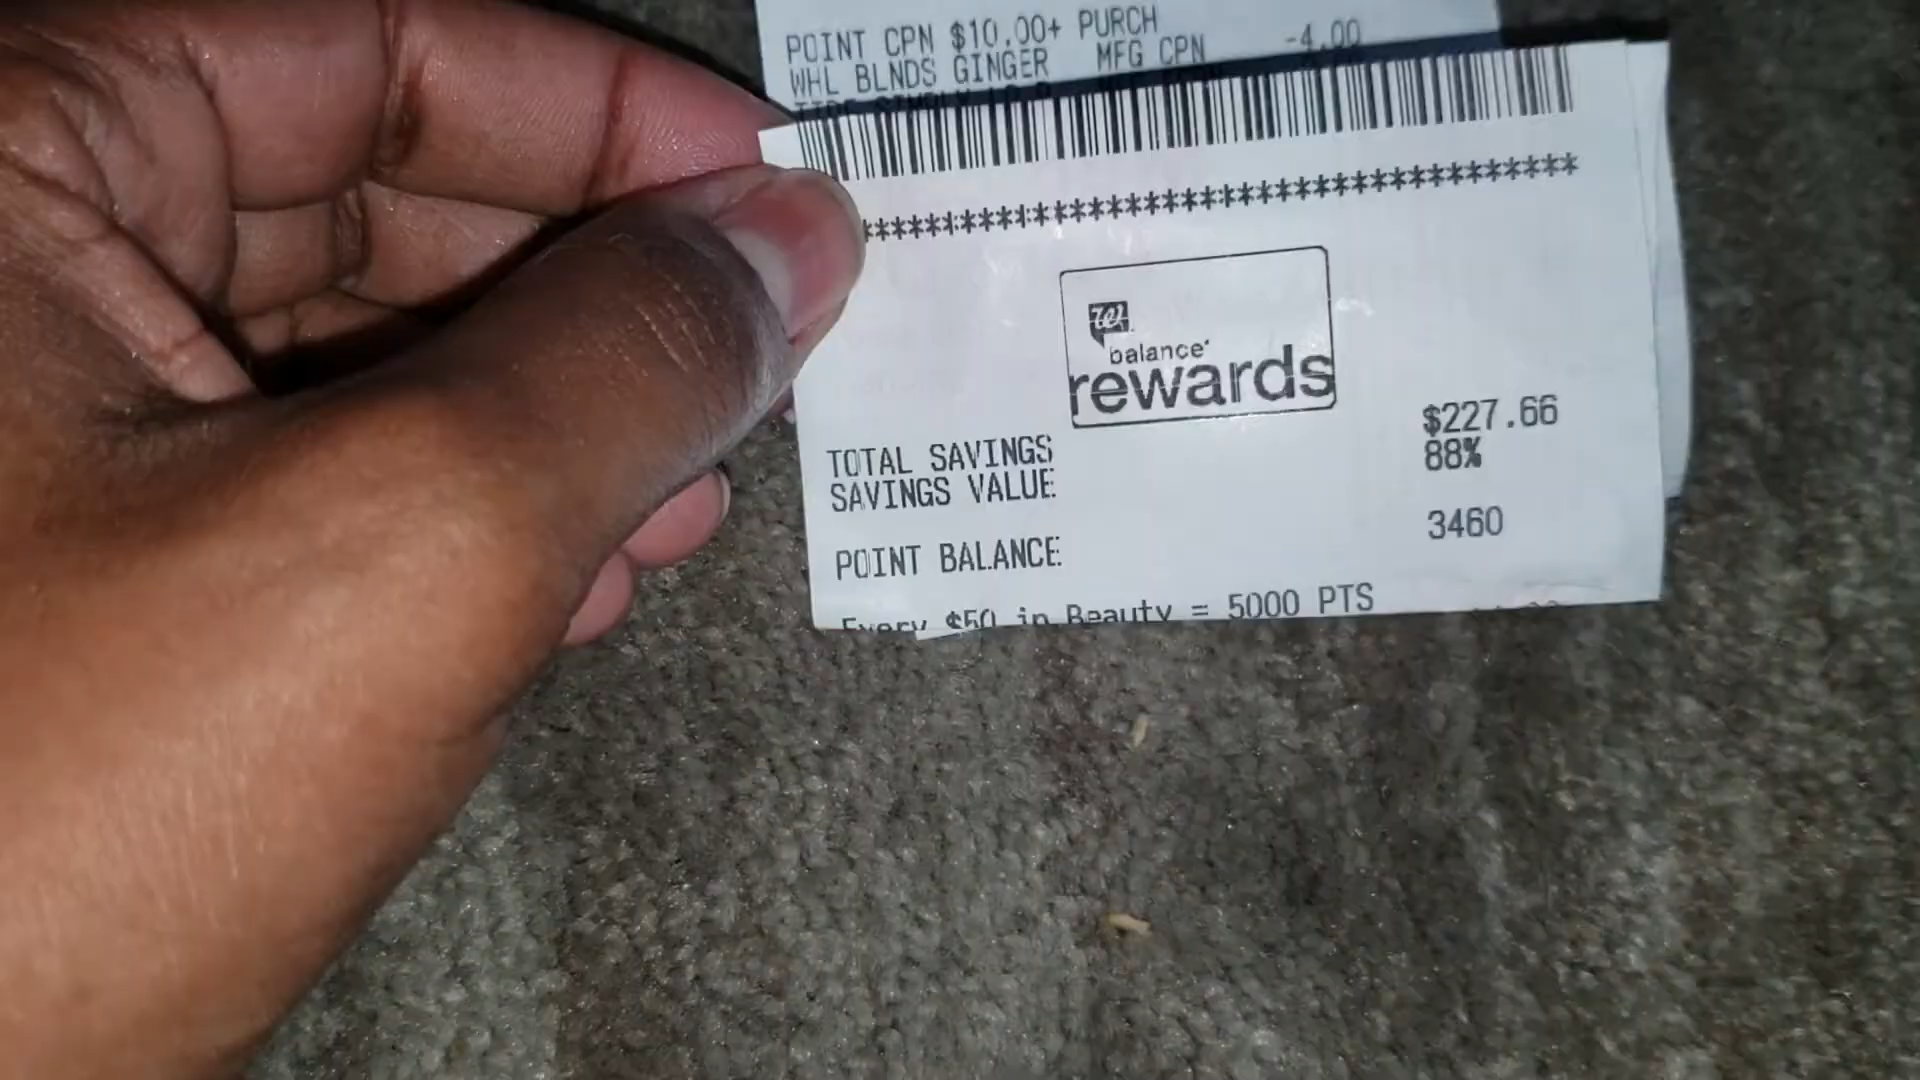 POINT CPN $10.00+ PURCH
WHL BLNDS GINGER MFG CPN -4.00
****************************************
W
balance
rewards
TOTAL SAVINGS $227.66
SAVINGS VALUE 88%
POINT BALANCE 3460
Every $50 in Beauty = 5000 PTS